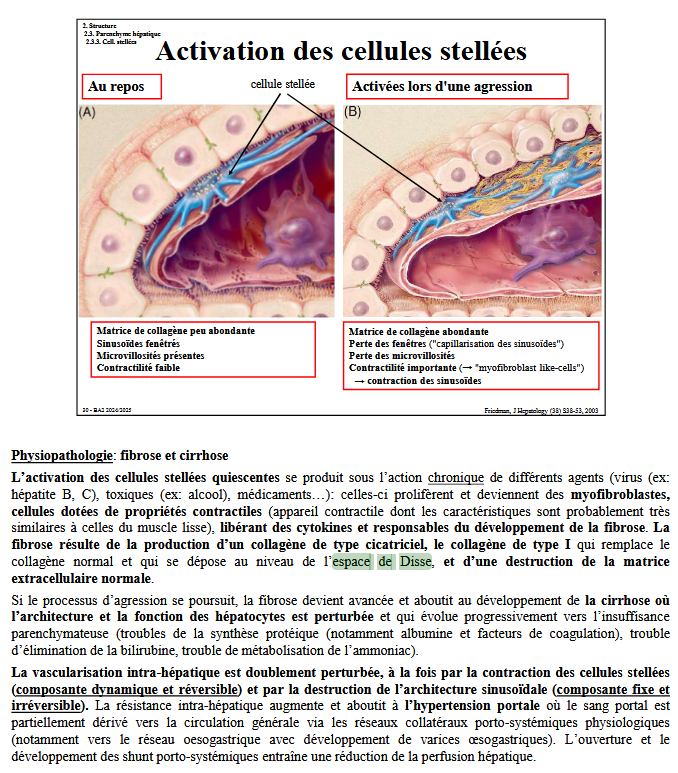 2. Structure
2.3. Parenchyme hépatique
2.3.3. Cell. stellées
Activation des cellules stellées
Au repos
cellule stellée
Activées lors d'une agression
(A)
(B)
Matrice de collagène peu abondante
Sinusoïdes fenêtrés
Microvillosités présentes
Contractilité faible
Matrice de collagène abondante
Perte des fenêtres ("capillarisation des sinusoïdes")
Perte des microvillosités
Contractilité importante (→ "myofibroblast like-cells")
→ contraction des sinusoïdes
30 - BA2 2024/2025
Friedman, J Hepatology (38) S38-53, 2003
Physiopathologie: fibrose et cirrhose
L’activation des cellules stellées quiescentes se produit sous l’action chronique de différents agents (virus (ex:
hépatite B, C), toxiques (ex: alcool), médicaments…): celles-ci prolifèrent et deviennent des myofibroblastes,
cellules dotées de propriétés contractiles (appareil contractile dont les caractéristiques sont probablement très
similaires à celles du muscle lisse), libérant des cytokines et responsables du développement de la fibrose. La
fibrose résulte de la production d’un collagène de type cicatriciel, le collagène de type I qui remplace le
collagène normal et qui se dépose au niveau de l’espace de Disse, et d’une destruction de la matrice
extracellulaire normale.
Si le processus d’agression se poursuit, la fibrose devient avancée et aboutit au développement de la cirrhose où
l’architecture et la fonction des hépatocytes est perturbée et qui évolue progressivement vers l’insuffisance
parenchymateuse (troubles de la synthèse protéique (notamment albumine et facteurs de coagulation), trouble
d’élimination de la bilirubine, trouble de métabolisation de l’ammoniac).
La vascularisation intra-hépatique est doublement perturbée, à la fois par la contraction des cellules stellées
(composante dynamique et réversible) et par la destruction de l’architecture sinusoïdale (composante fixe et
irréversible). La résistance intra-hépatique augmente et aboutit à l’hypertension portale où le sang portal est
partiellement dérivé vers la circulation générale via les réseaux collatéraux porto-systémiques physiologiques
(notamment vers le réseau oesogastrique avec développement de varices œsogastriques). L’ouverture et le
développement des shunt porto-systémiques entraîne une réduction de la perfusion hépatique.